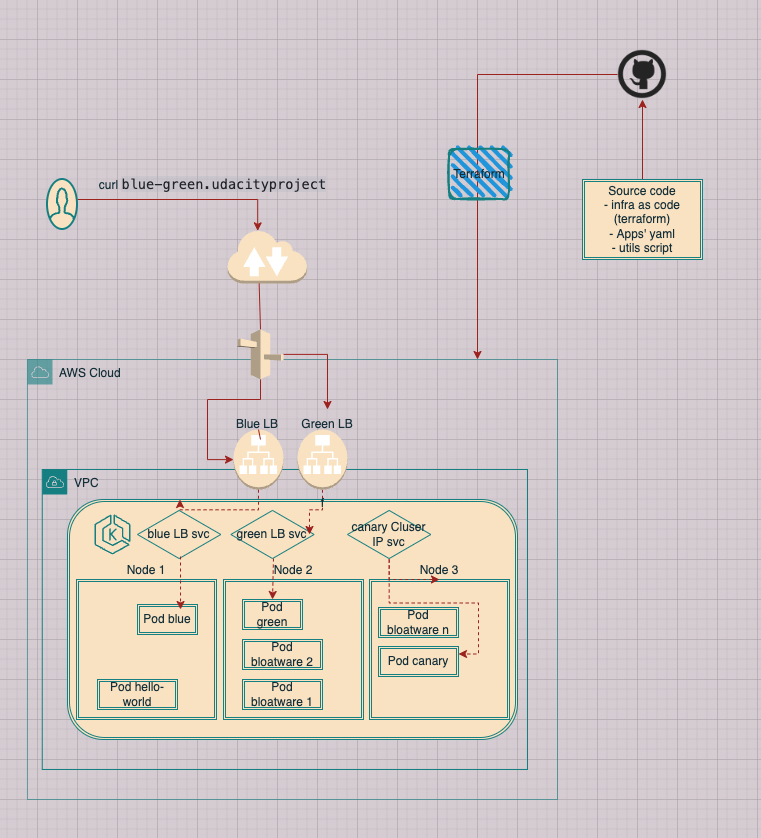 curl blue-green.udacityproject
Terraform
Source code
- infra as code
(terraform)
- Apps' yaml
- utils script
AWS Cloud
Blue LB
Green LB
VPC
K
blue LB svc
green LB svc
canary Cluser
IP svc
Node 1
Node 2
Node 3
Pod blue
Pod hello-
world
Pod
green
Pod
bloatware 2
Pod
bloatware 1
Pod
bloatware n
Pod canary